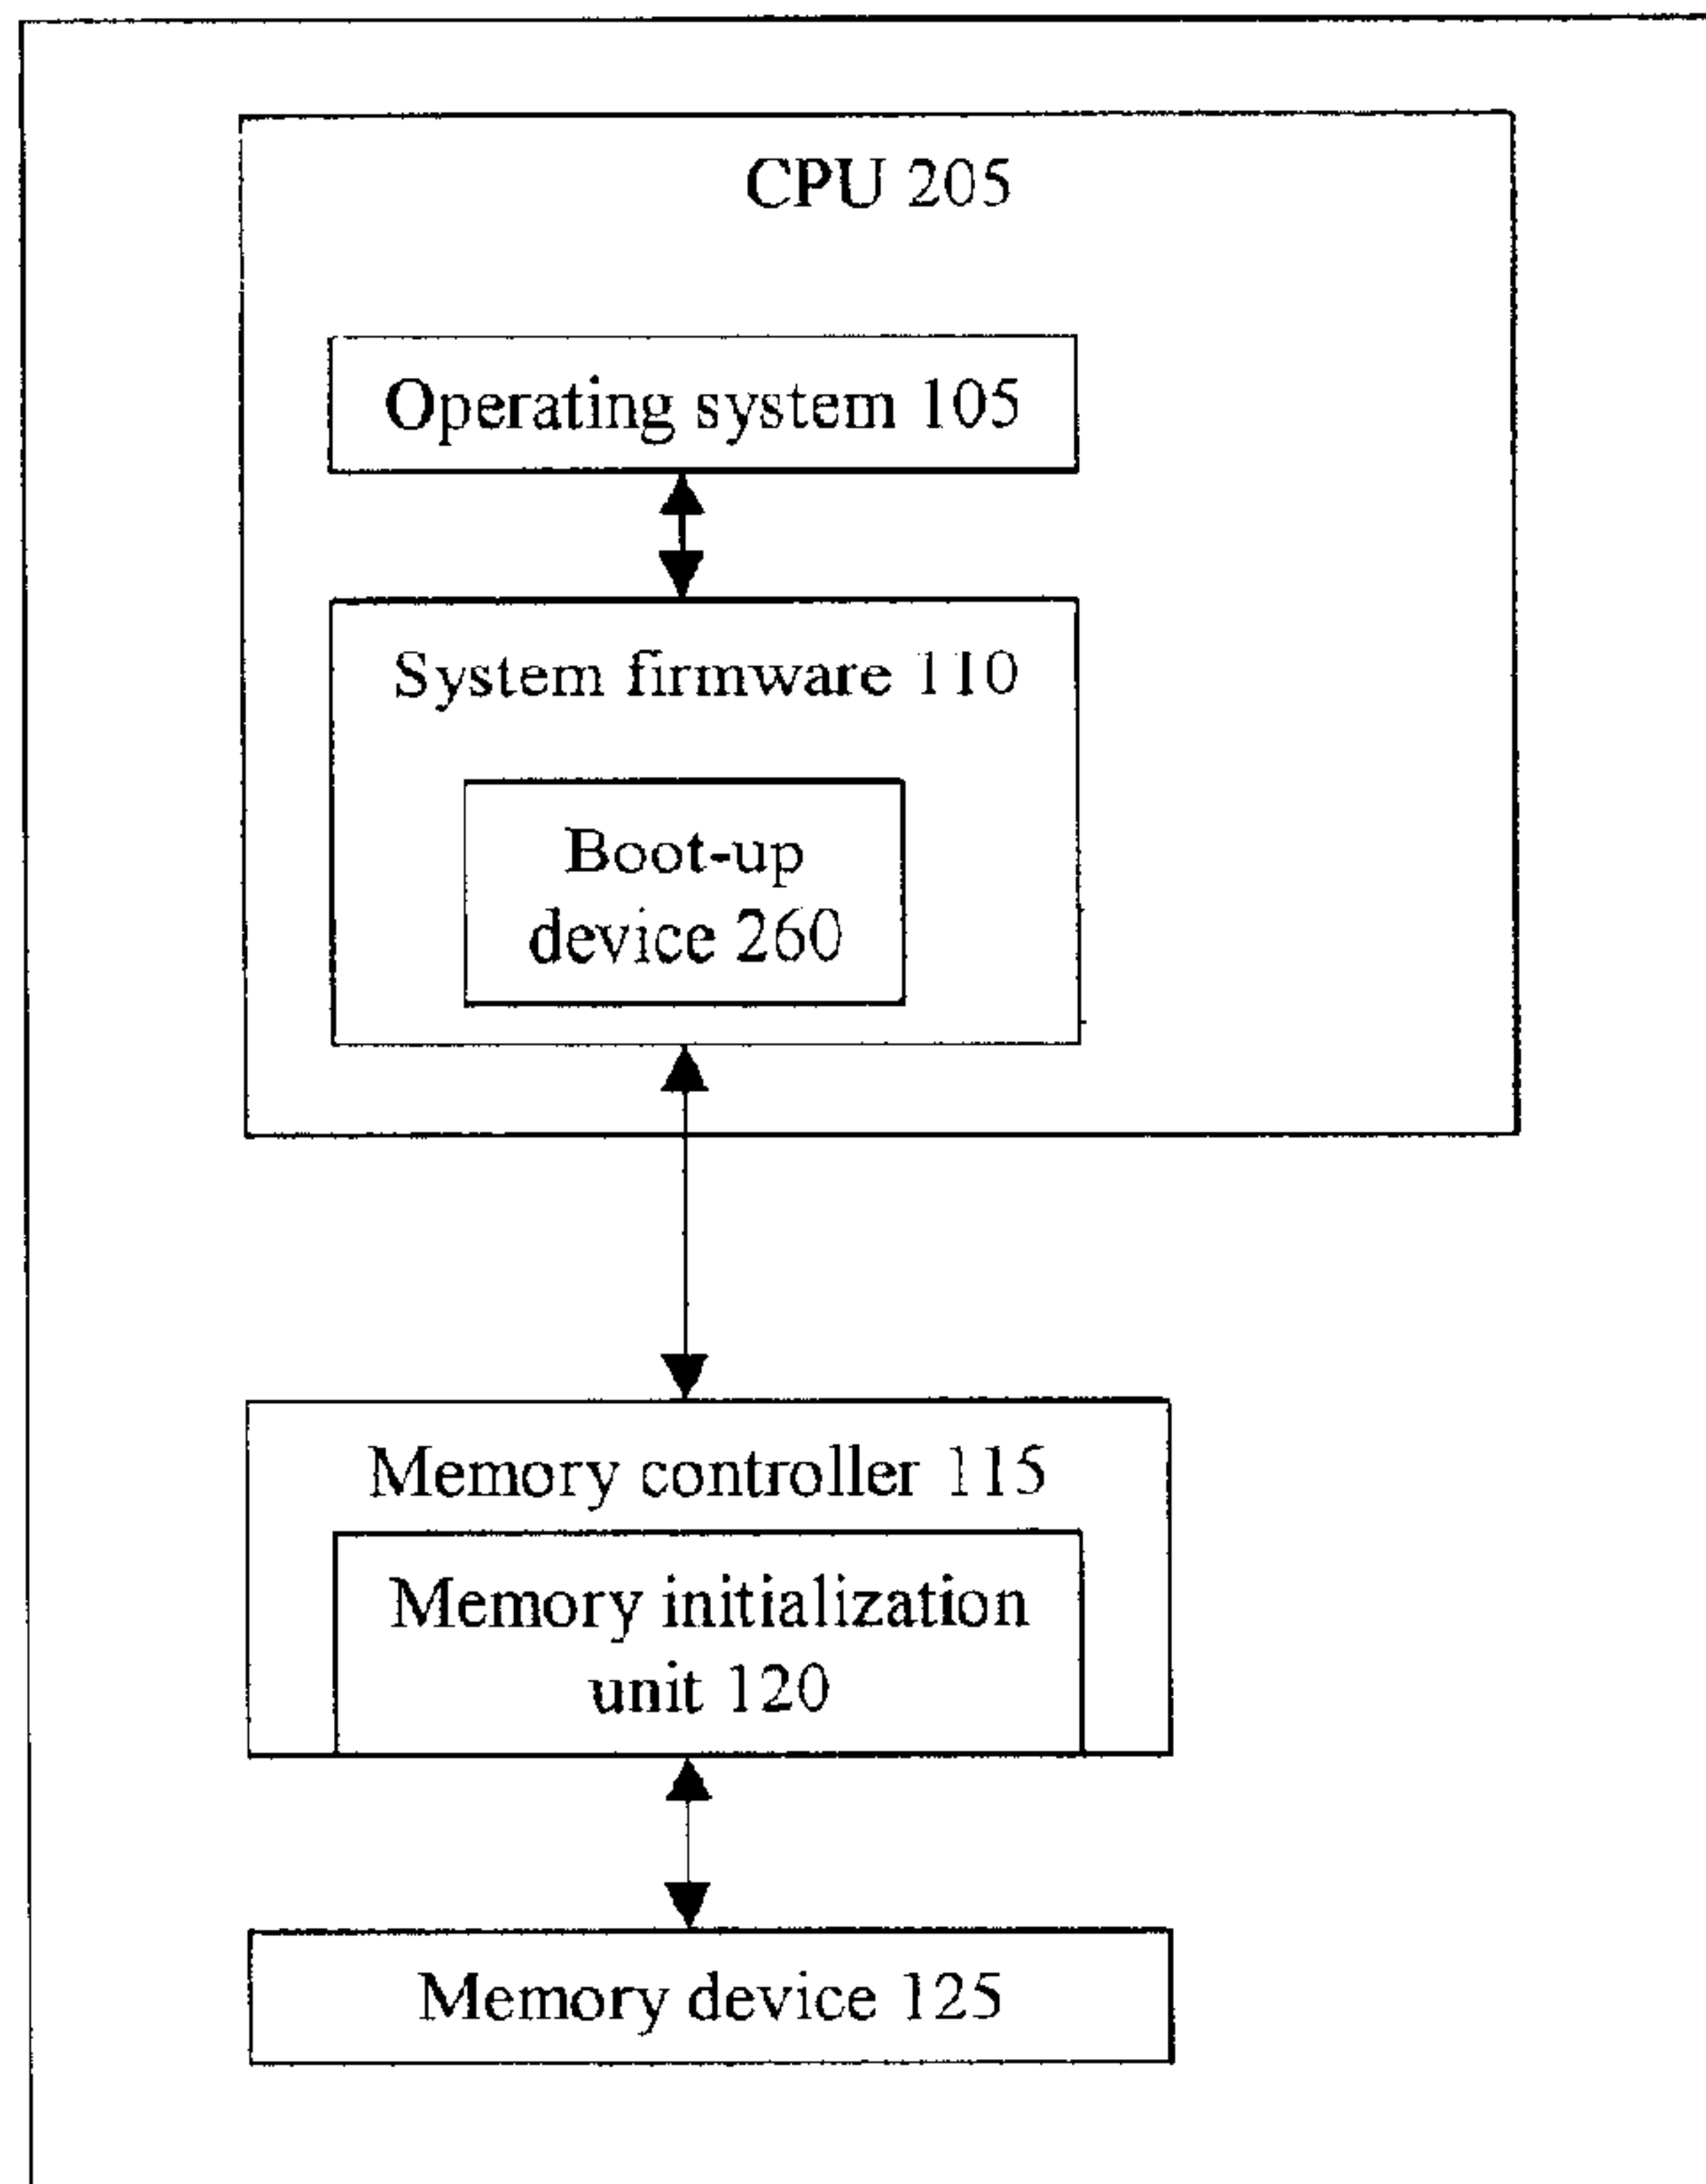 CPU 205
Operating system 105
System firmware 110
Boot-up
device 260
Memory controller 115
Memory initialization
unit 120
Memory device 125